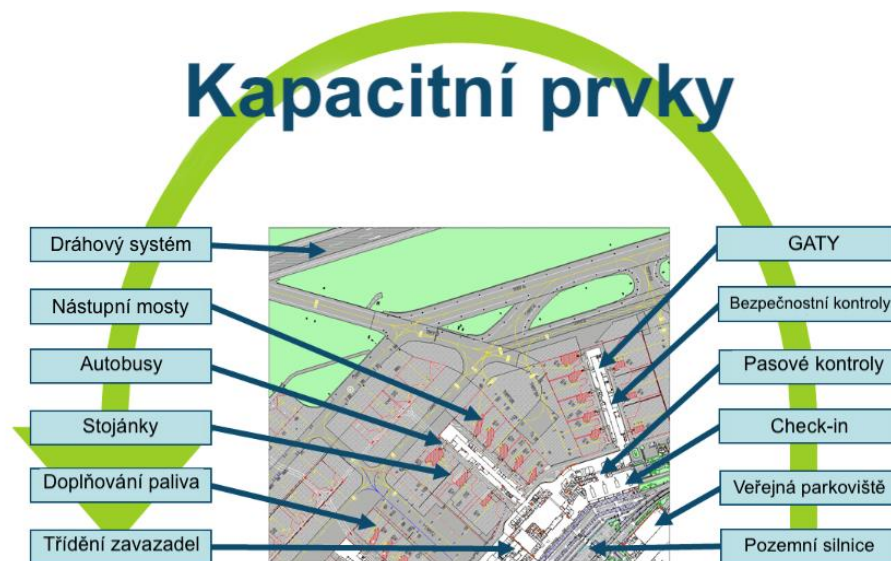 Kapacitní prvky
Dráhový systém
Nástupní mosty
Autobusy
Stojánky
Doplňování paliva
Třídění zavazadel
GATY
Bezpečnostní kontroly
Pasové kontroly
Check-in
Veřejná parkoviště
Pozemní silnice